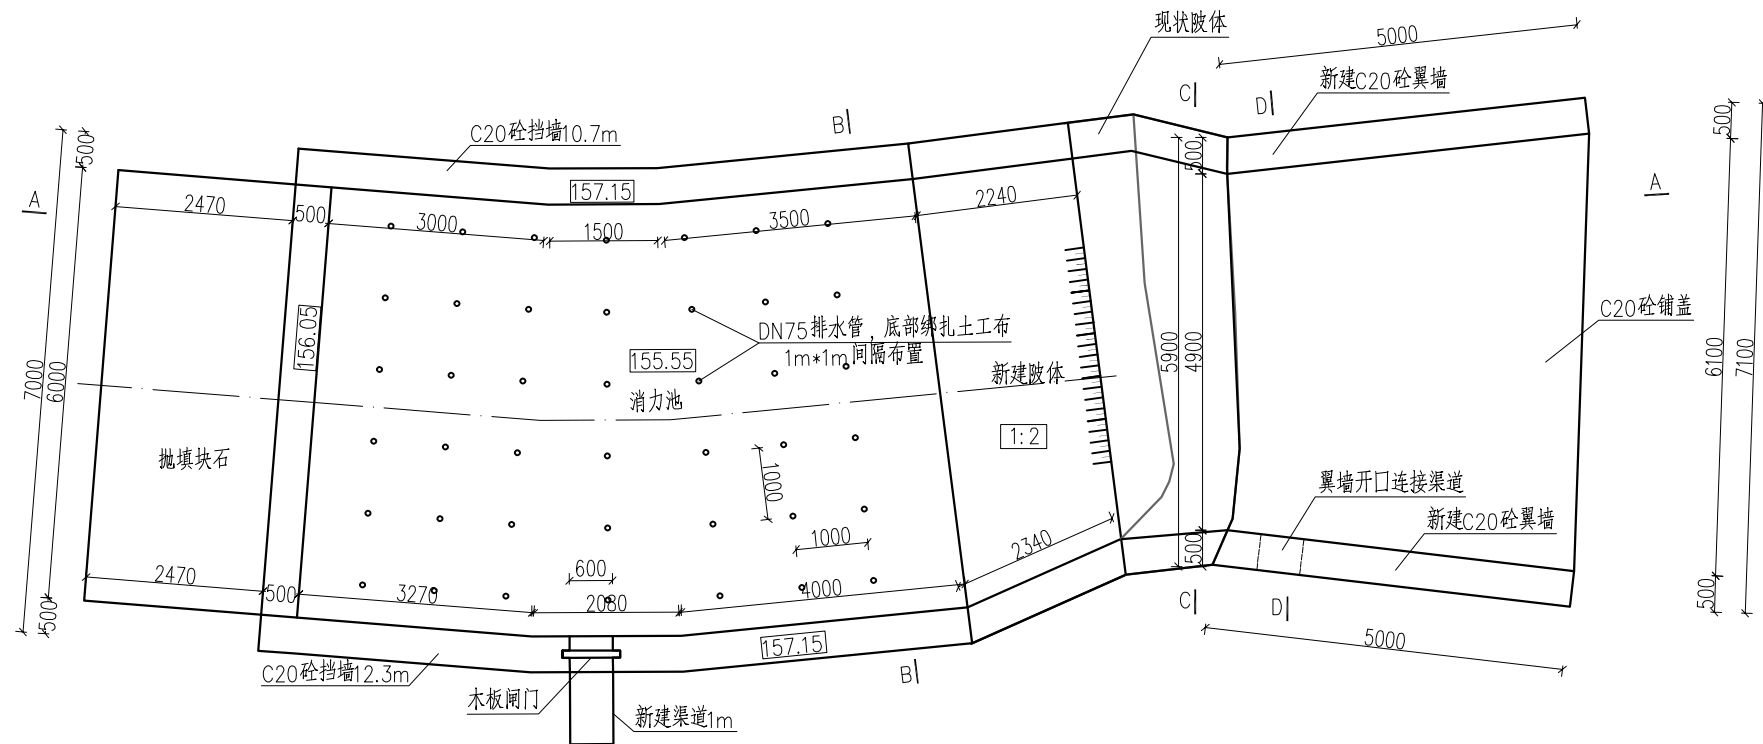 现状陂体
5000
C
D
新建C20砼翼墙
500
B
C20砼挡墙10.7m
500
500
A
157.15
A
2470
500
3000
1500
3500
2240
156.05
DN75排水管，底部绑扎土工布
1m*1m间隔布置
155.55
C20砼铺盖
5900
4900
6100
7100
7000
6000
新建陂体
消力池
1:2
抛填块石
1000
翼墙开口连接渠道
新建C20砼翼墙
1000
2340
500
600
2470
500
3270
2080
4000
500
500
C
D
157.15
5000
B
C20砼挡墙12.3m
木板闸门
新建渠道1m